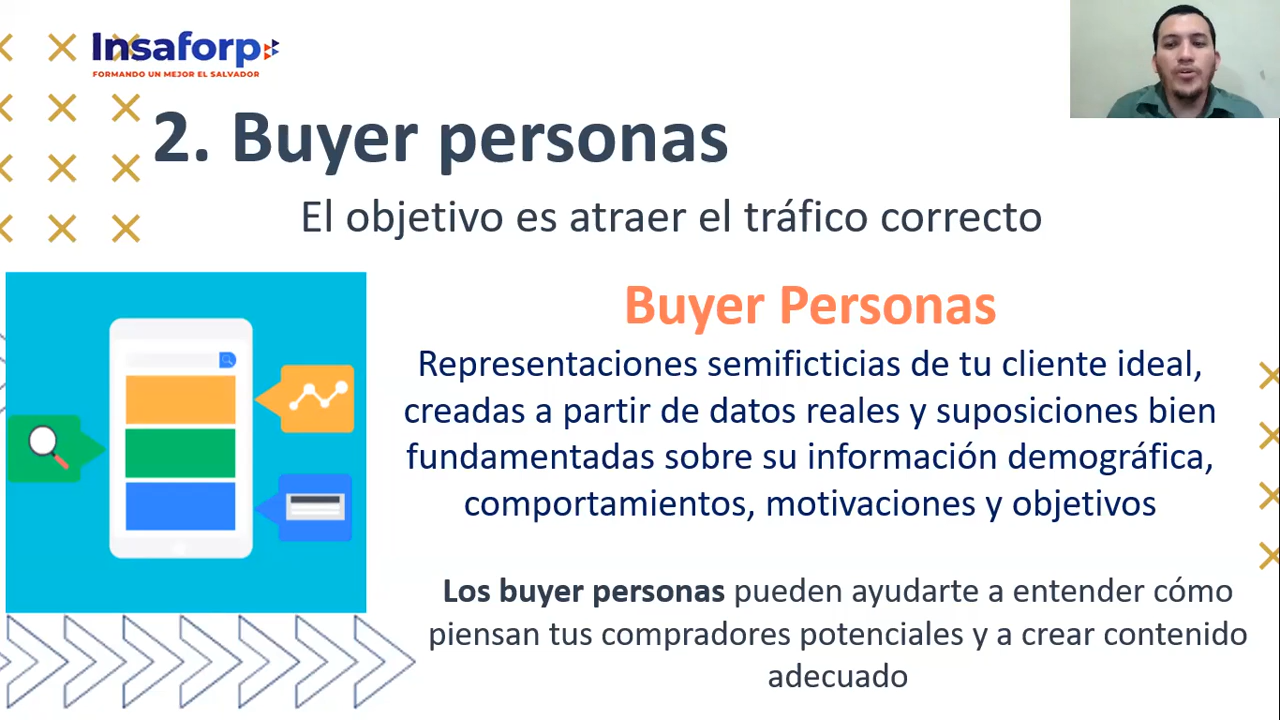 Insaforp
FORMANDO UN MEJOR EL SALVADOR
2. Buyer personas
El objetivo es atraer el tráfico correcto
Buyer Personas
Representaciones semificticias de tu cliente ideal,
creadas a partir de datos reales y suposiciones bien
fundamentadas sobre su información demográfica,
comportamientos, motivaciones y objetivos
Los buyer personas pueden ayudarte a entender cómo
piensan tus compradores potenciales y a crear contenido
adecuado